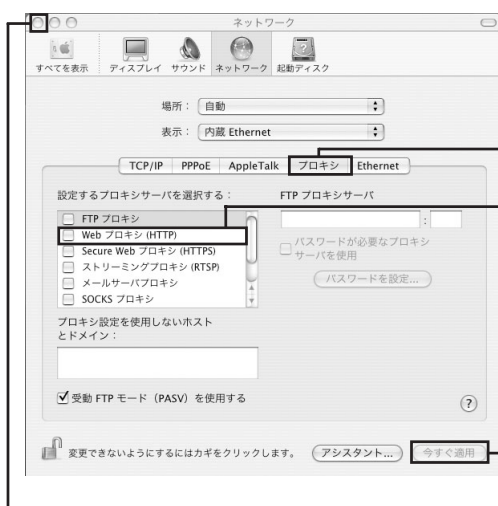 ネットワーク
すべてを表示 ディスプレイ サウンド ネットワーク 起動ディスク
場所： 自動
表示： 内蔵 Ethernet
TCP/IP PPPoE AppleTalk プロキシ Ethernet
設定するプロキシサーバを選択する：
FTP プロキシ
Web プロキシ (HTTP)
Secure Web プロキシ (HTTPS)
ストリーミングプロキシ (RTSP)
メールサーバプロキシ
SOCKS プロキシ
FTP プロキシサーバ
:
パスワードが必要なプロキシ
サーバを使用
パスワードを設定...
プロキシ設定を使用しないホスト
とドメイン：
受動 FTP モード（PASV）を使用する
?
変更できないようにするにはカギをクリックします。
アシスタント... 今すぐ適用